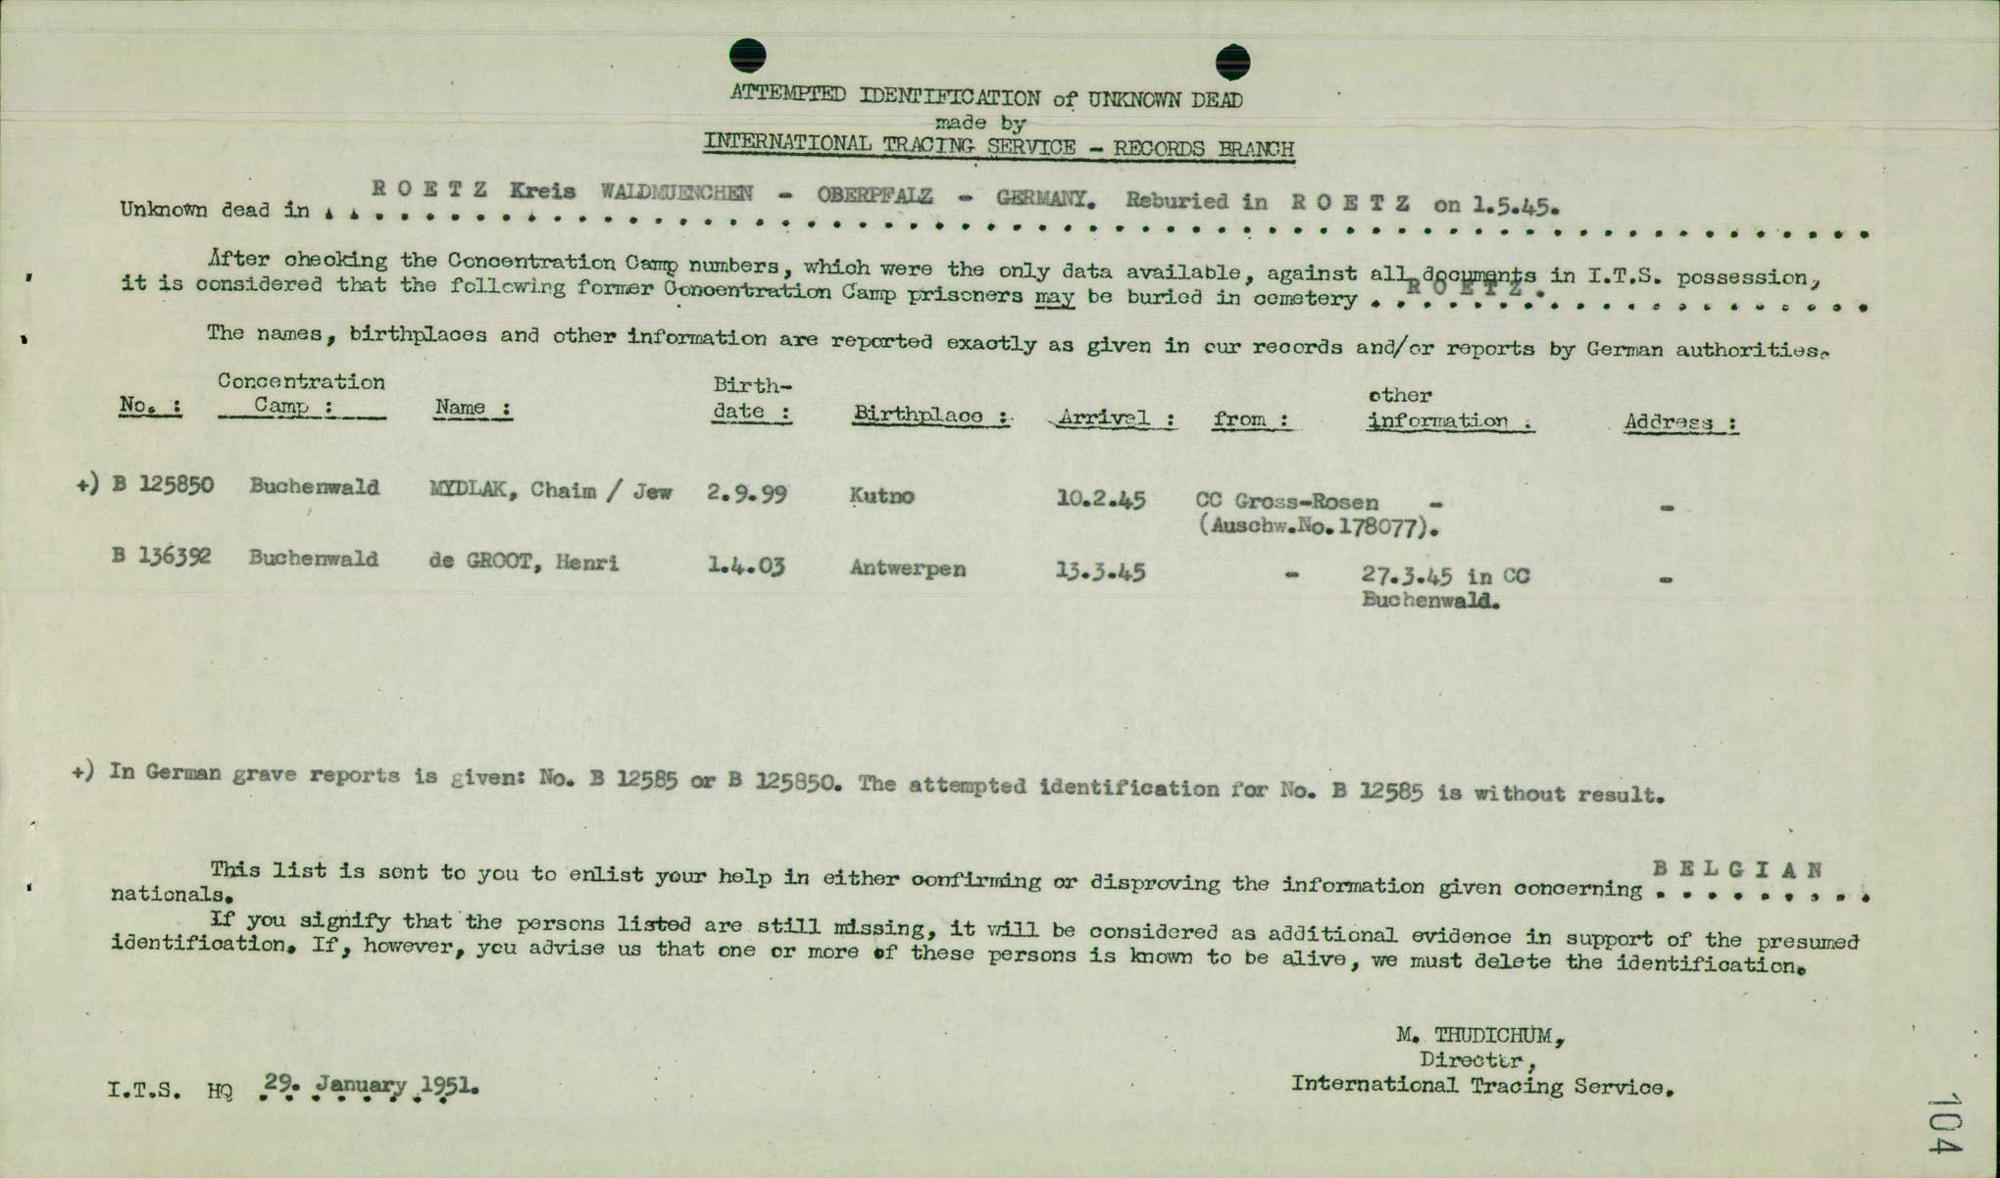 ATTEMPTED IDENTIFICATION of UNKNOWN DEAD
made by
INTERNATIONAL TRACING SERVICE - RECORDS BRANCH
Unknown dead in . . R O E T Z Kreis WALDMUENCHEN - OBERPFALZ - GERMANY. Reburied in R O E T Z on 1.5.45.
After checking the Concentration Camp numbers, which were the only data available, against all documents in I.T.S. possession,
it is considered that the following former Concentration Camp prisoners may be buried in cemetery . R O E T Z .
The names, birthplaces and other information are reported exactly as given in our records and/or reports by German authorities.
No. : Concentration Camp : Name : Birth-date : Birthplace : Arrival : from : other information : Address :
+) B 125850 Buchenwald MYDLAK, Chaim / Jew 2.9.99 Kutno 10.2.45 CC Gross-Rosen - -
(Auschw.No.178077).
B 136392 Buchenwald de GROOT, Henri 1.4.03 Antwerpen 13.3.45 - 27.3.45 in CC -
Buchenwald.
+) In German grave reports is given: No. B 12585 or B 125850. The attempted identification for No. B 12585 is without result.
This list is sent to you to enlist your help in either confirming or disproving the information given concerning B E L G I A N
nationals.
If you signify that the persons listed are still missing, it will be considered as additional evidence in support of the presumed
identification. If, however, you advise us that one or more of these persons is known to be alive, we must delete the identification.
M. THUDICHUM,
Director,
International Tracing Service.
I.T.S. HQ 29. January 1951.
104